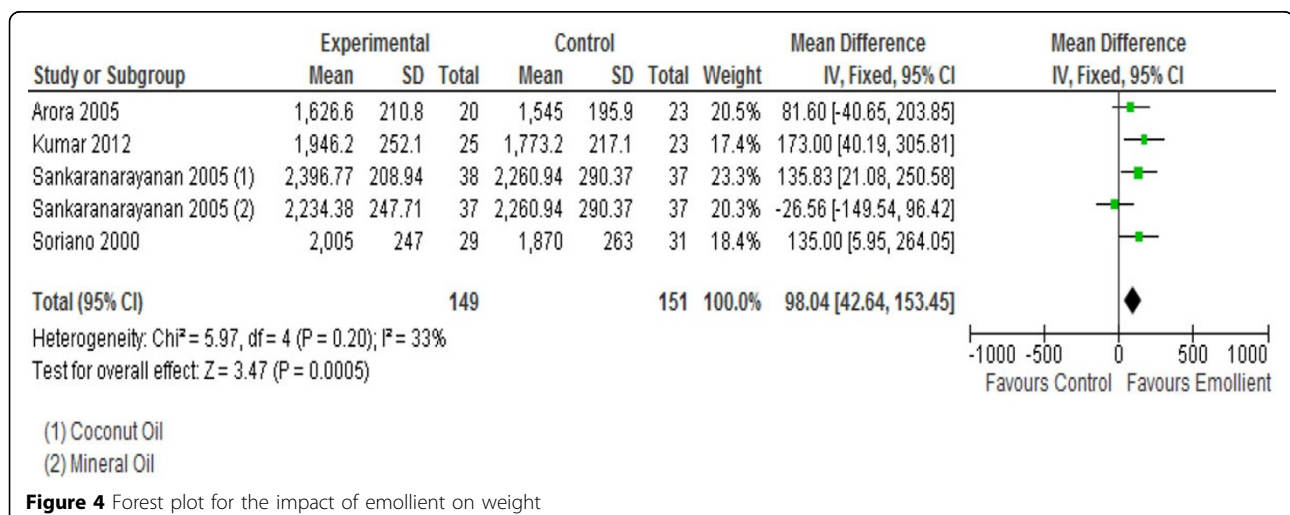 Experimental Control Mean Difference Mean Difference
Study or Subgroup Mean SD Total Mean SD Total Weight IV, Fixed, 95% CI IV, Fixed, 95% CI
Arora 2005 1,626.6 210.8 20 1,545 195.9 23 20.5% 81.60 [-40.65, 203.85]
Kumar 2012 1,946.2 252.1 25 1,773.2 217.1 23 17.4% 173.00 [40.19, 305.81]
Sankaranarayanan 2005 (1) 2,396.77 208.94 38 2,260.94 290.37 37 23.3% 135.83 [21.08, 250.58]
Sankaranarayanan 2005 (2) 2,234.38 247.71 37 2,260.94 290.37 37 20.3% -26.56 [-149.54, 96.42]
Soriano 2000 2,005 247 29 1,870 263 31 18.4% 135.00 [5.95, 264.05]
Total (95% CI) 149 151 100.0% 98.04 [42.64, 153.45]
Heterogeneity: Chi² = 5.97, df = 4 (P = 0.20); I² = 33%
Test for overall effect: Z = 3.47 (P = 0.0005)
-1000 -500 0 500 1000
Favours Control Favours Emollient
(1) Coconut Oil
(2) Mineral Oil
Figure 4 Forest plot for the impact of emollient on weight